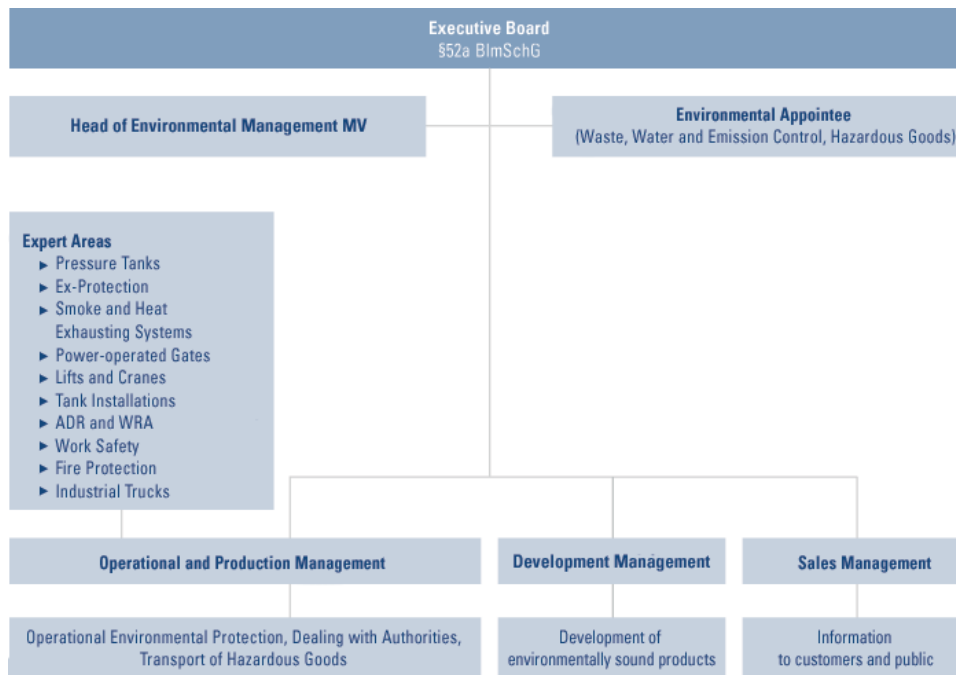 Executive Board
§52a BImSchG
Head of Environmental Management MV
Environmental Appointee
(Waste, Water and Emission Control, Hazardous Goods)
Expert Areas
► Pressure Tanks
► Ex-Protection
► Smoke and Heat
Exhausting Systems
► Power-operated Gates
► Lifts and Cranes
► Tank Installations
► ADR and WRA
► Work Safety
► Fire Protection
► Industrial Trucks
Operational and Production Management
Development Management
Sales Management
Operational Environmental Protection, Dealing with Authorities,
Transport of Hazardous Goods
Development of
environmentally sound products
Information
to customers and public